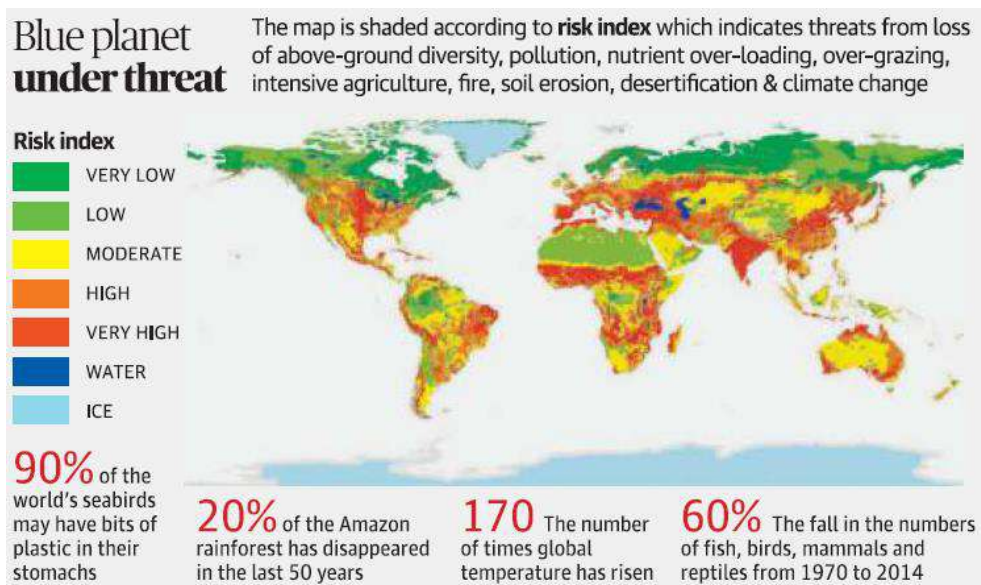 Blue planet
under threat
The map is shaded according to risk index which indicates threats from loss
of above-ground diversity, pollution, nutrient over-loading, over-grazing,
intensive agriculture, fire, soil erosion, desertification & climate change
Risk index
VERY LOW
LOW
MODERATE
HIGH
VERY HIGH
WATER
ICE
90% of the
world's seabirds
may have bits of
plastic in their
stomachs
20% of the Amazon
rainforest has disappeared
in the last 50 years
170 The number
of times global
temperature has risen
60% The fall in the numbers
of fish, birds, mammals and
reptiles from 1970 to 2014